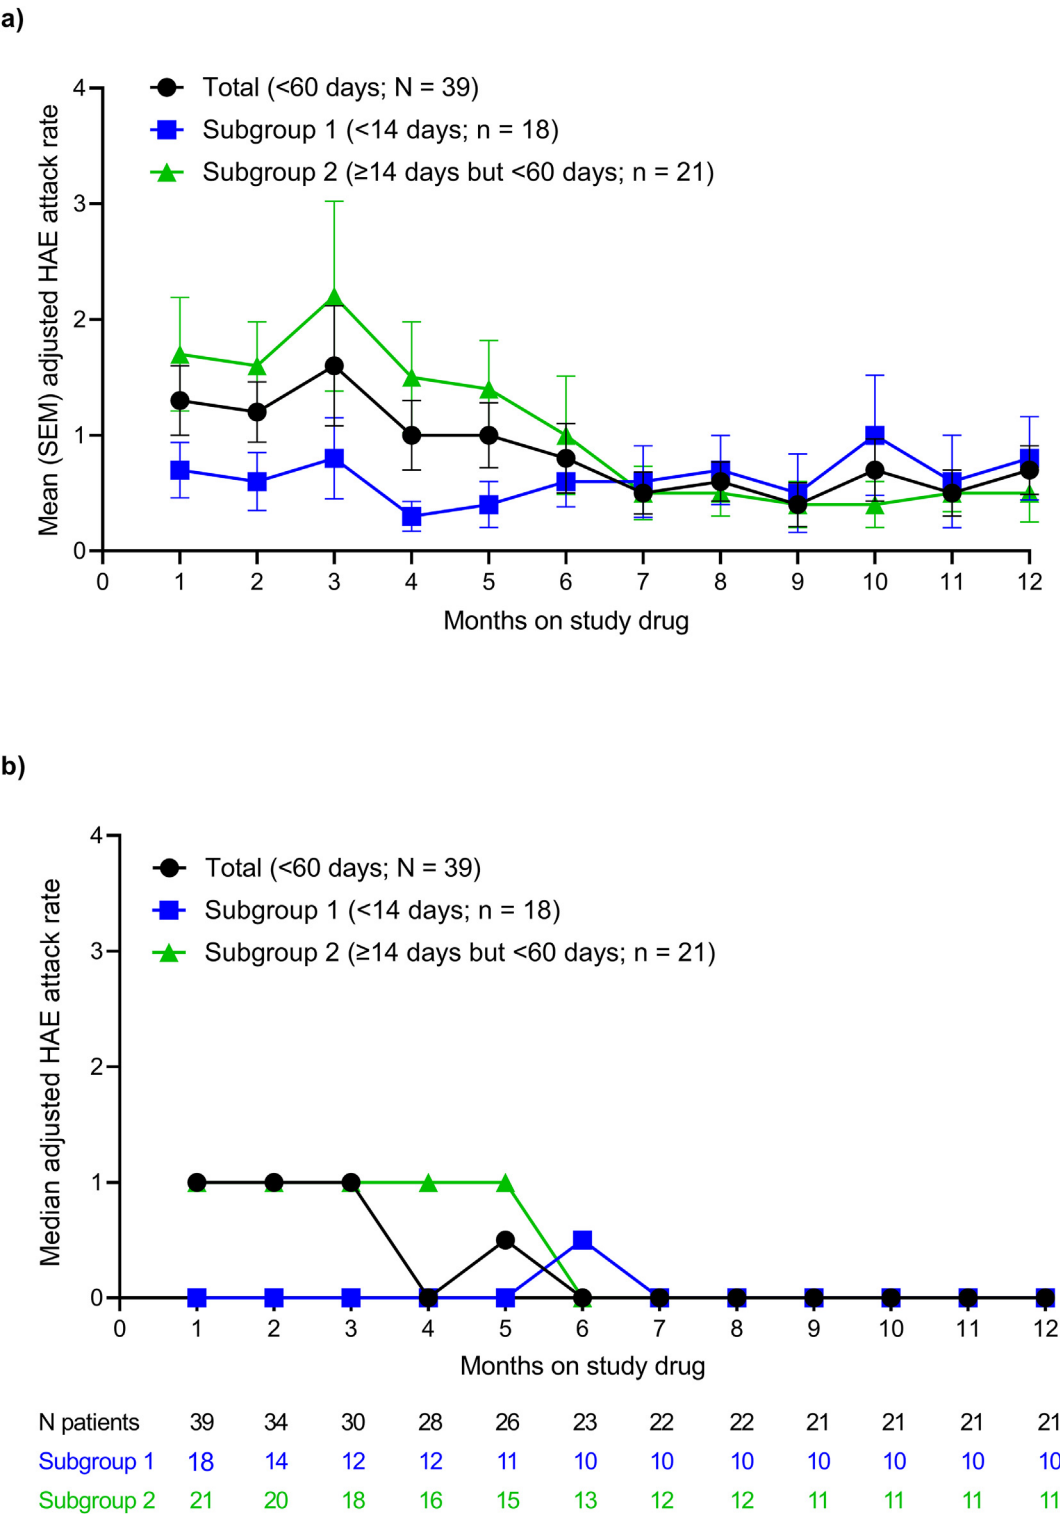 a)
4
Total (<60 days; N = 39)
Subgroup 1 (<14 days; n = 18)
Subgroup 2 (≥14 days but <60 days; n = 21)
3
2
1
0
Mean (SEM) adjusted HAE attack rate
0 1 2 3 4 5 6 7 8 9 10 11 12
Months on study drug
b)
4
Total (<60 days; N = 39)
Subgroup 1 (<14 days; n = 18)
Subgroup 2 (≥14 days but <60 days; n = 21)
3
2
1
0
Median adjusted HAE attack rate
0 1 2 3 4 5 6 7 8 9 10 11 12
Months on study drug
N patients 39 34 30 28 26 23 22 22 21 21 21 21
Subgroup 1 18 14 12 12 11 10 10 10 10 10 10 10
Subgroup 2 21 20 18 16 15 13 12 12 11 11 11 11